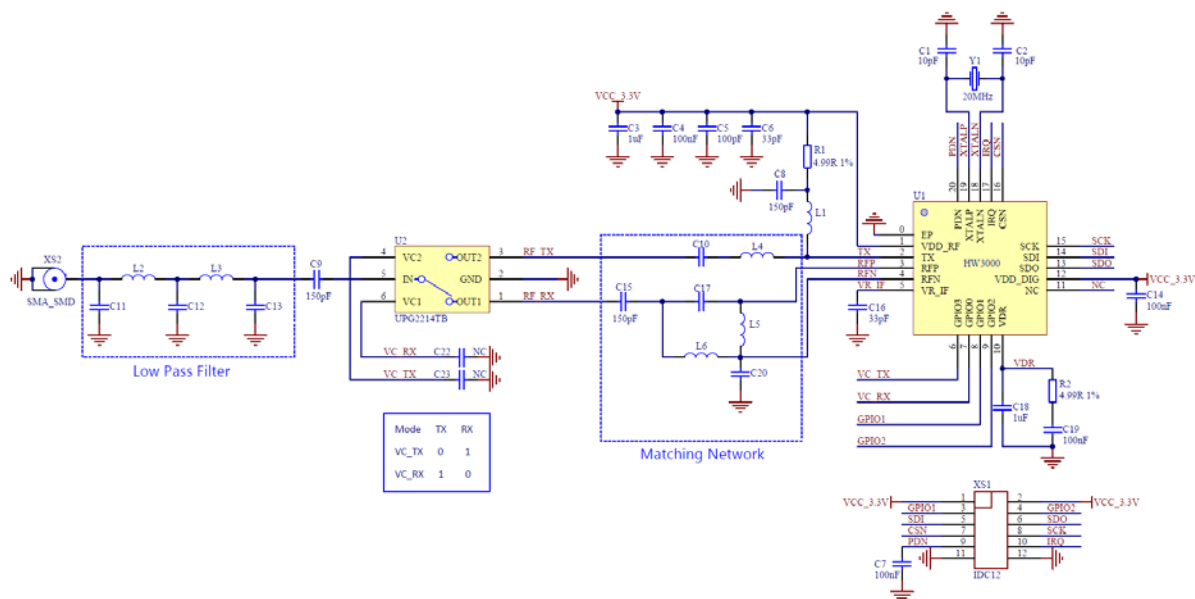 C1
10pF
C2
10pF
Y1
20MHz
VCC_3.3V
C3
1uF
C4
100nF
C5
100pF
C6
33pF
R1
4.99R 1%
C8
150pF
L1
PDN
XTALP
XTALN
IRQ
CSN
20
19
18
17
16
U1
PDN
XTALP
XTALN
IRQ
CSN
0
EP
1
VDD_RF
TX
2
TX
RFP
3
RFP
RFN
4
RFN
VR_IF
5
VR_IF
HW3000
SCK
15
SCK
SDI
14
SDI
SDO
13
SDO
VDD_DIG
12
VCC_3.3V
NC
11
NC
C14
100nF
GPIO3
GPIO0
GPIO1
GPIO2
VDR
6
7
8
9
10
C16
33pF
XS2
SMA_SMD
L2
L3
C11
C12
C13
Low Pass Filter
C9
150pF
U2
4
VC2
OUT2
3
RF_TX
5
IN
GND
2
6
VC1
OUT1
1
RF_RX
UPG2214TB
VC_RX
C22
NC
VC_TX
C23
NC
Mode TX RX
VC_TX 0 1
VC_RX 1 0
C10
L4
C15
150pF
C17
L5
L6
C20
Matching Network
VC_TX
VC_RX
GPIO1
GPIO2
VDR
R2
4.99R 1%
C18
1uF
C19
100nF
XS1
VCC_3.3V
1
2
VCC_3.3V
GPIO1
3
4
GPIO2
SDI
5
6
SDO
CSN
7
8
SCK
PDN
9
10
IRQ
11
12
C7
100nF
IDC12